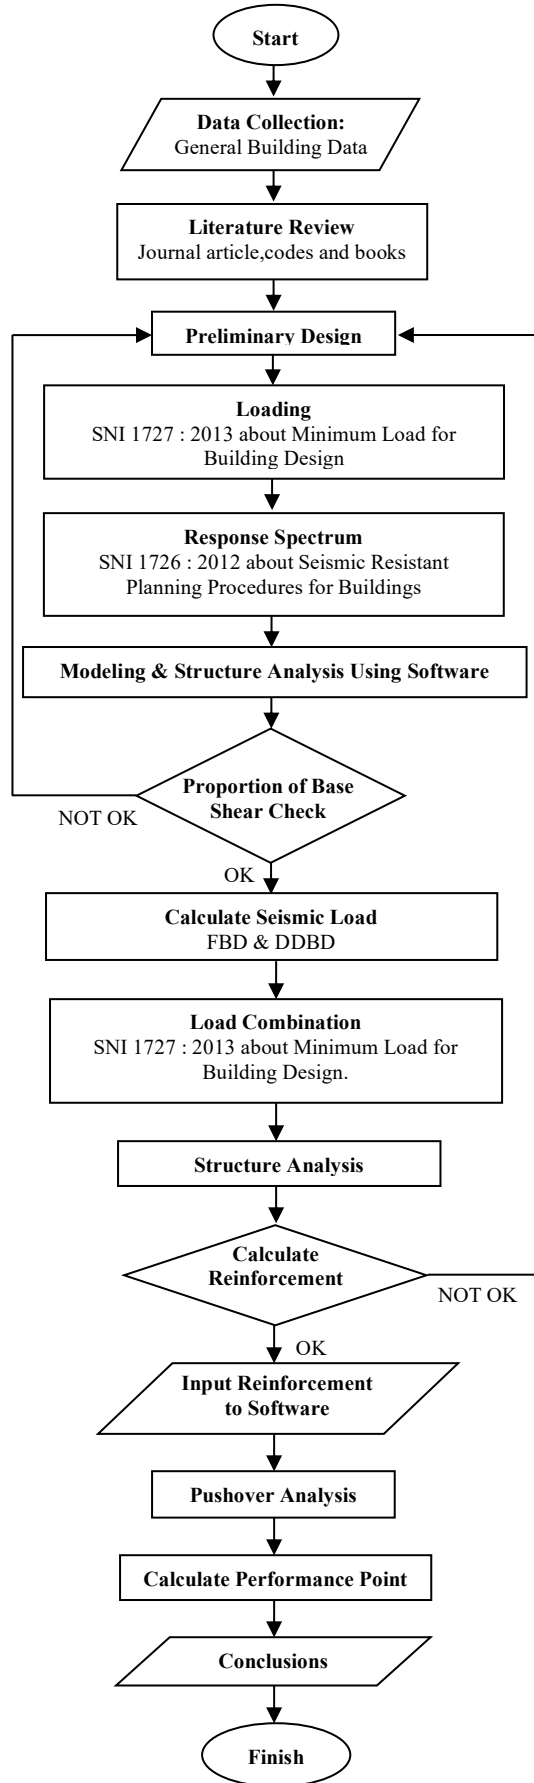 Start
Data Collection:
General Building Data
Literature Review
Journal article,codes and books
Preliminary Design
Loading
SNI 1727 : 2013 about Minimum Load for
Building Design
Response Spectrum
SNI 1726 : 2012 about Seismic Resistant
Planning Procedures for Buildings
Modeling & Structure Analysis Using Software
Proportion of Base
Shear Check
NOT OK
OK
Calculate Seismic Load
FBD & DDBD
Load Combination
SNI 1727 : 2013 about Minimum Load for
Building Design.
Structure Analysis
Calculate
Reinforcement
NOT OK
OK
Input Reinforcement
to Software
Pushover Analysis
Calculate Performance Point
Conclusions
Finish